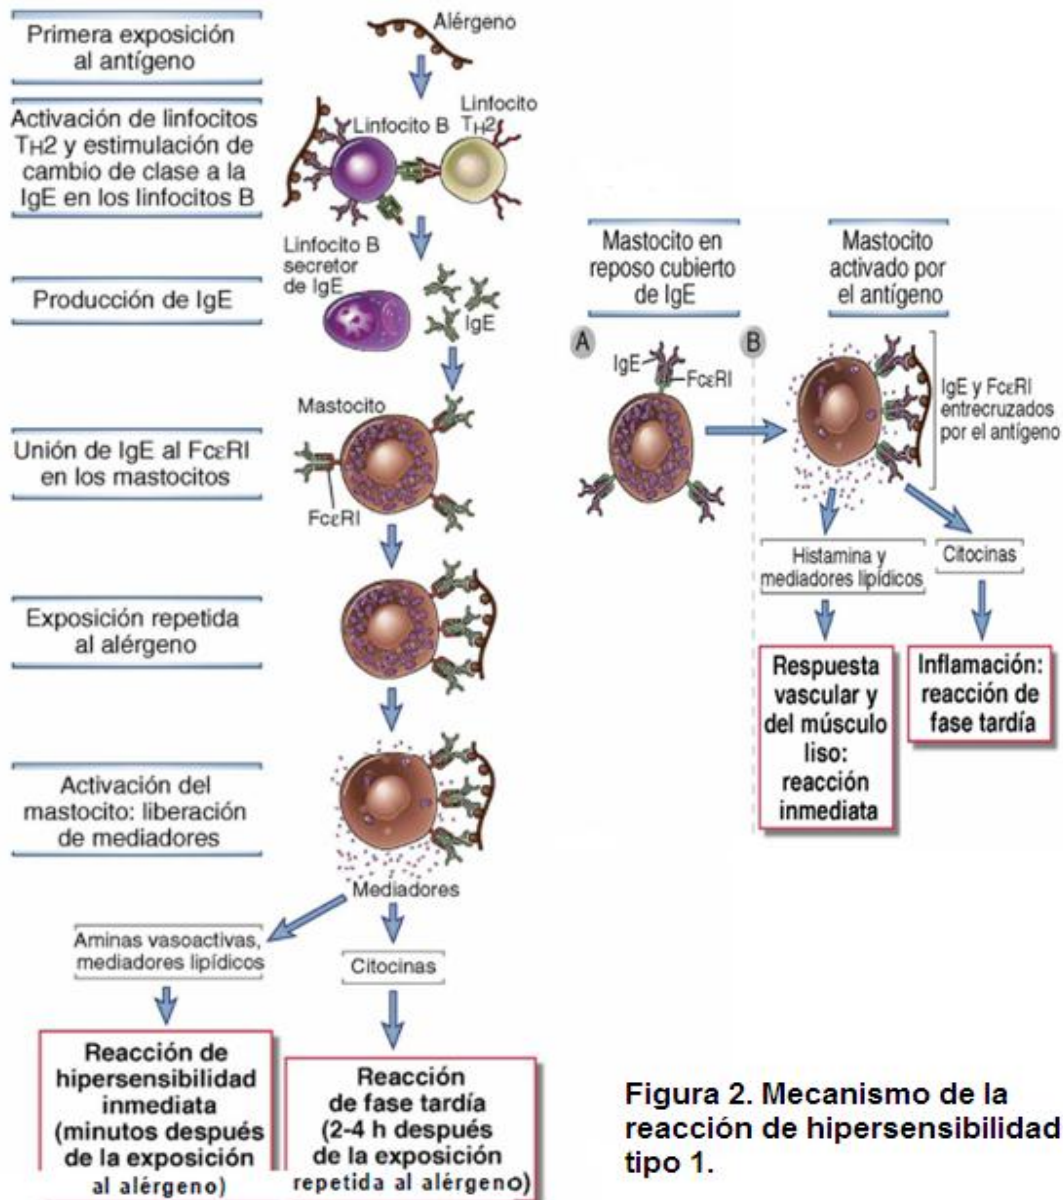 Primera exposición
al antígeno
Alérgeno
Activación de linfocitos
TH2 y estimulación de
cambio de clase a la
IgE en los linfocitos B
Linfocito B
Linfocito
TH2
Linfocito B
secretor
de IgE
Producción de IgE
IgE
Mastocito
Unión de IgE al FcεRI
en los mastocitos
FcεRI
Exposición repetida
al alérgeno
Activación del
mastocito: liberación
de mediadores
Mediadores
Aminas vasoactivas,
mediadores lipídicos
Citocinas
Reacción de
hipersensibilidad
inmediata
(minutos después
de la exposición
al alérgeno)
Reacción
de fase tardía
(2-4 h después
de la exposición
repetida al alérgeno)
Mastocito en
reposo cubierto
de IgE
Mastocito
activado por
el antígeno
A
B
IgE
FcεRI
IgE y FcεRI
entrecruzados
por el antígeno
Histamina y
mediadores lipídicos
Citocinas
Respuesta
vascular y
del músculo
liso:
reacción
inmediata
Inflamación:
reacción de
fase tardía
Figura 2. Mecanismo de la
reacción de hipersensibilidad
tipo 1.